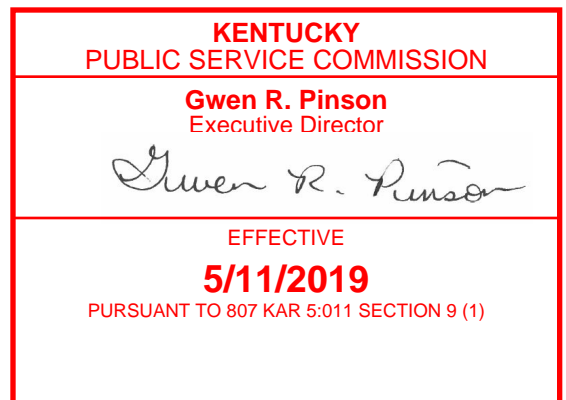 KENTUCKY
PUBLIC SERVICE COMMISSION
Gwen R. Pinson
Executive Director
Gwen R. Pinson
EFFECTIVE
5/11/2019
PURSUANT TO 807 KAR 5:011 SECTION 9 (1)